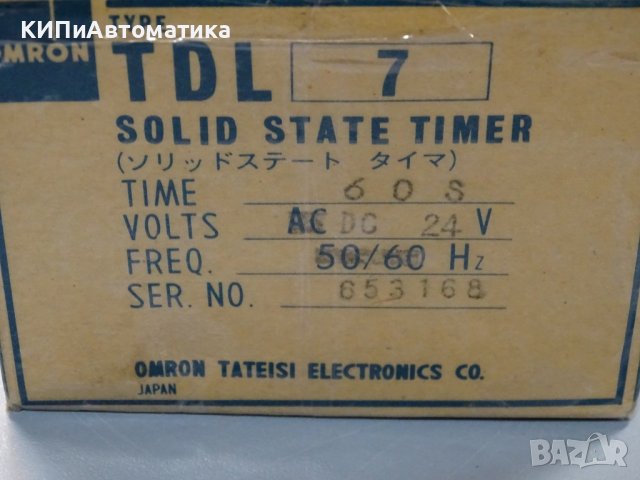 КИПиАвтоматика
TYPE
OMRON
TDL 7
SOLID STATE TIMER
(ソリッドステート タイマ)
TIME 60S
VOLTS AC DC 24 V
FREQ. 50/60 Hz
SER. NO. 653168
OMRON TATEISI ELECTRONICS CO.
JAPAN
BAZAR